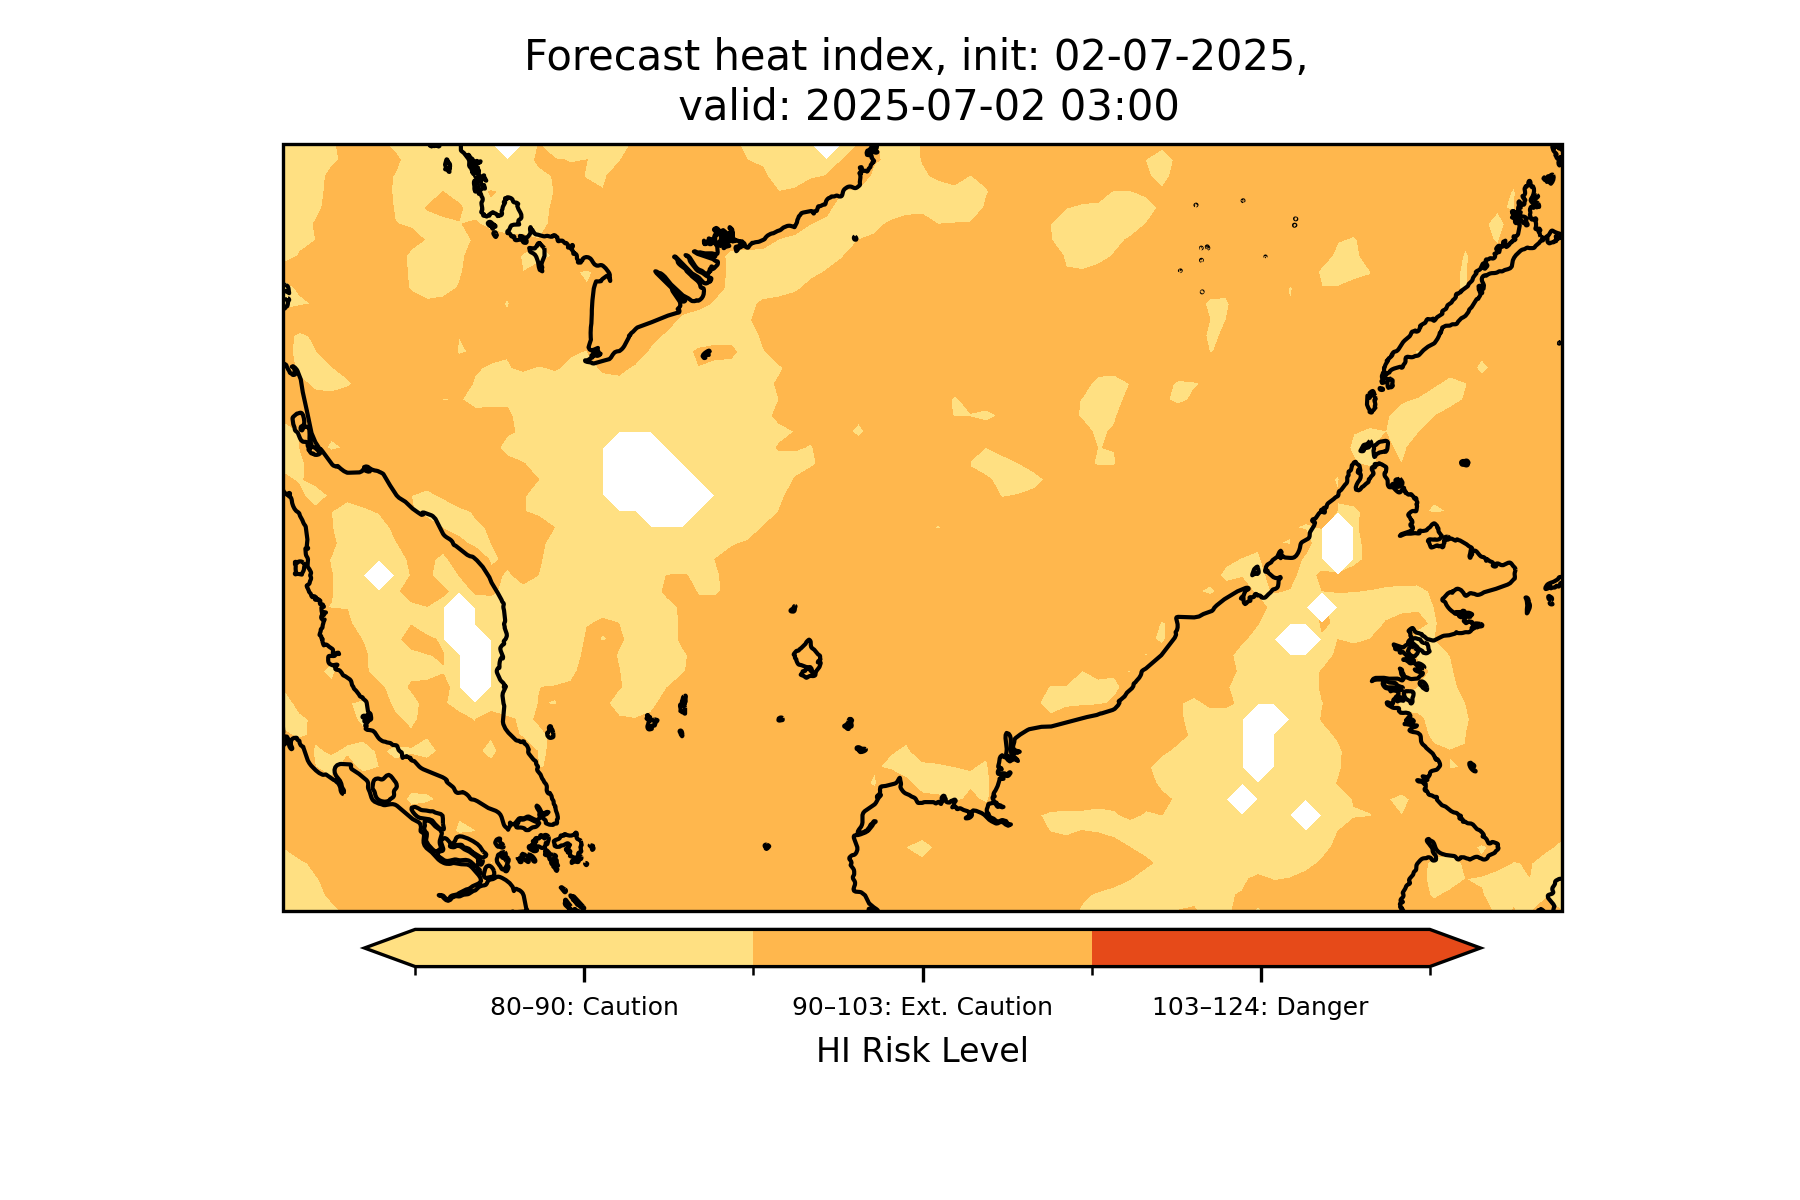 Forecast heat index, init: 02-07-2025,
valid: 2025-07-02 03:00
80–90: Caution
90–103: Ext. Caution
103–124: Danger
HI Risk Level